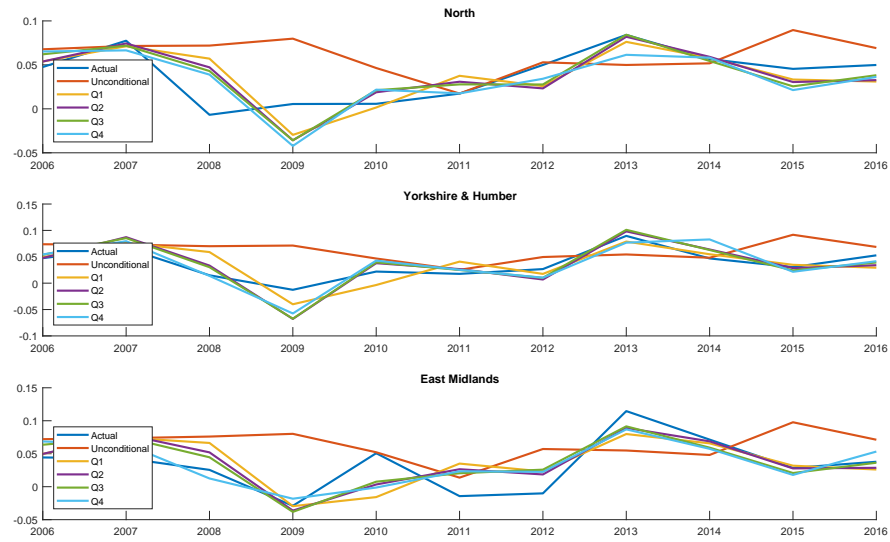 North
0.1
0.05
0
-0.05
Actual
Unconditional
Q1
Q2
Q3
Q4
2006 2007 2008 2009 2010 2011 2012 2013 2014 2015 2016
Yorkshire & Humber
0.15
0.1
0.05
0
-0.05
-0.1
Actual
Unconditional
Q1
Q2
Q3
Q4
2006 2007 2008 2009 2010 2011 2012 2013 2014 2015 2016
East Midlands
0.15
0.1
0.05
0
-0.05
Actual
Unconditional
Q1
Q2
Q3
Q4
2006 2007 2008 2009 2010 2011 2012 2013 2014 2015 2016